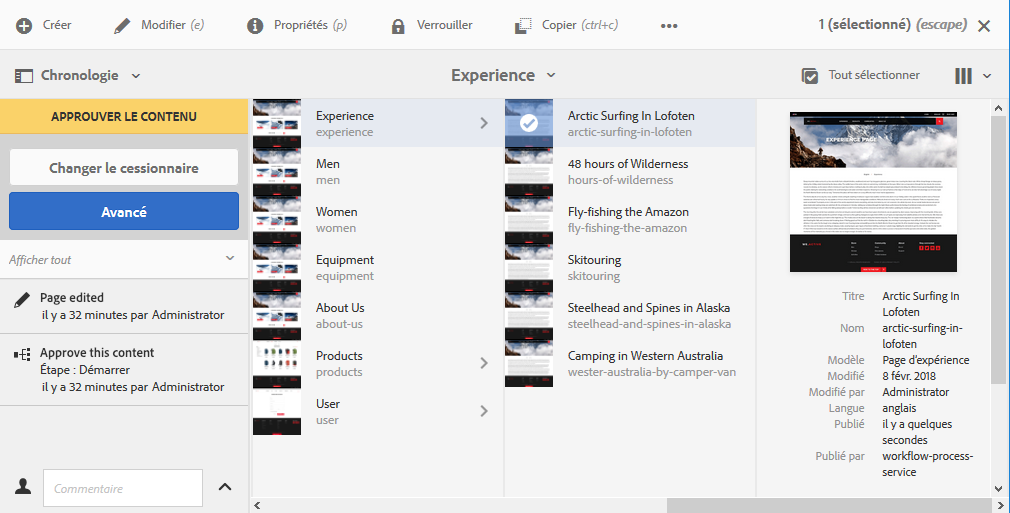 Créer
Modifier (e)
Propriétés (p)
Verrouiller
Copier (ctrl+c)
1 (sélectionné) (escape)
Chronologie
Experience
Tout sélectionner
APPROUVER LE CONTENU
Changer le cessionnaire
Avancé
Afficher tout
Page edited
il y a 32 minutes par Administrator
Approve this content
Étape : Démarrer
il y a 32 minutes par Administrator
Commentaire
Experience
experience
Men
men
Women
women
Equipment
equipment
About Us
about-us
Products
products
User
user
Arctic Surfing In Lofoten
arctic-surfing-in-lofoten
48 hours of Wilderness
hours-of-wilderness
Fly-fishing the Amazon
fly-fishing-the-amazon
Skitouring
skitouring
Steelhead and Spines in Alaska
steelhead-and-spines-in-alaska
Camping in Western Australia
wester-australia-by-camper-van
EXPERIENCE PAGE
Titre Arctic Surfing In
Lofoten
Nom arctic-surfing-in-
lofoten
Modèle Page d'expérience
Modifié 8 févr. 2018
Modifié par Administrator
Langue anglais
Publié il y a quelques
secondes
Publié par workflow-process-
service